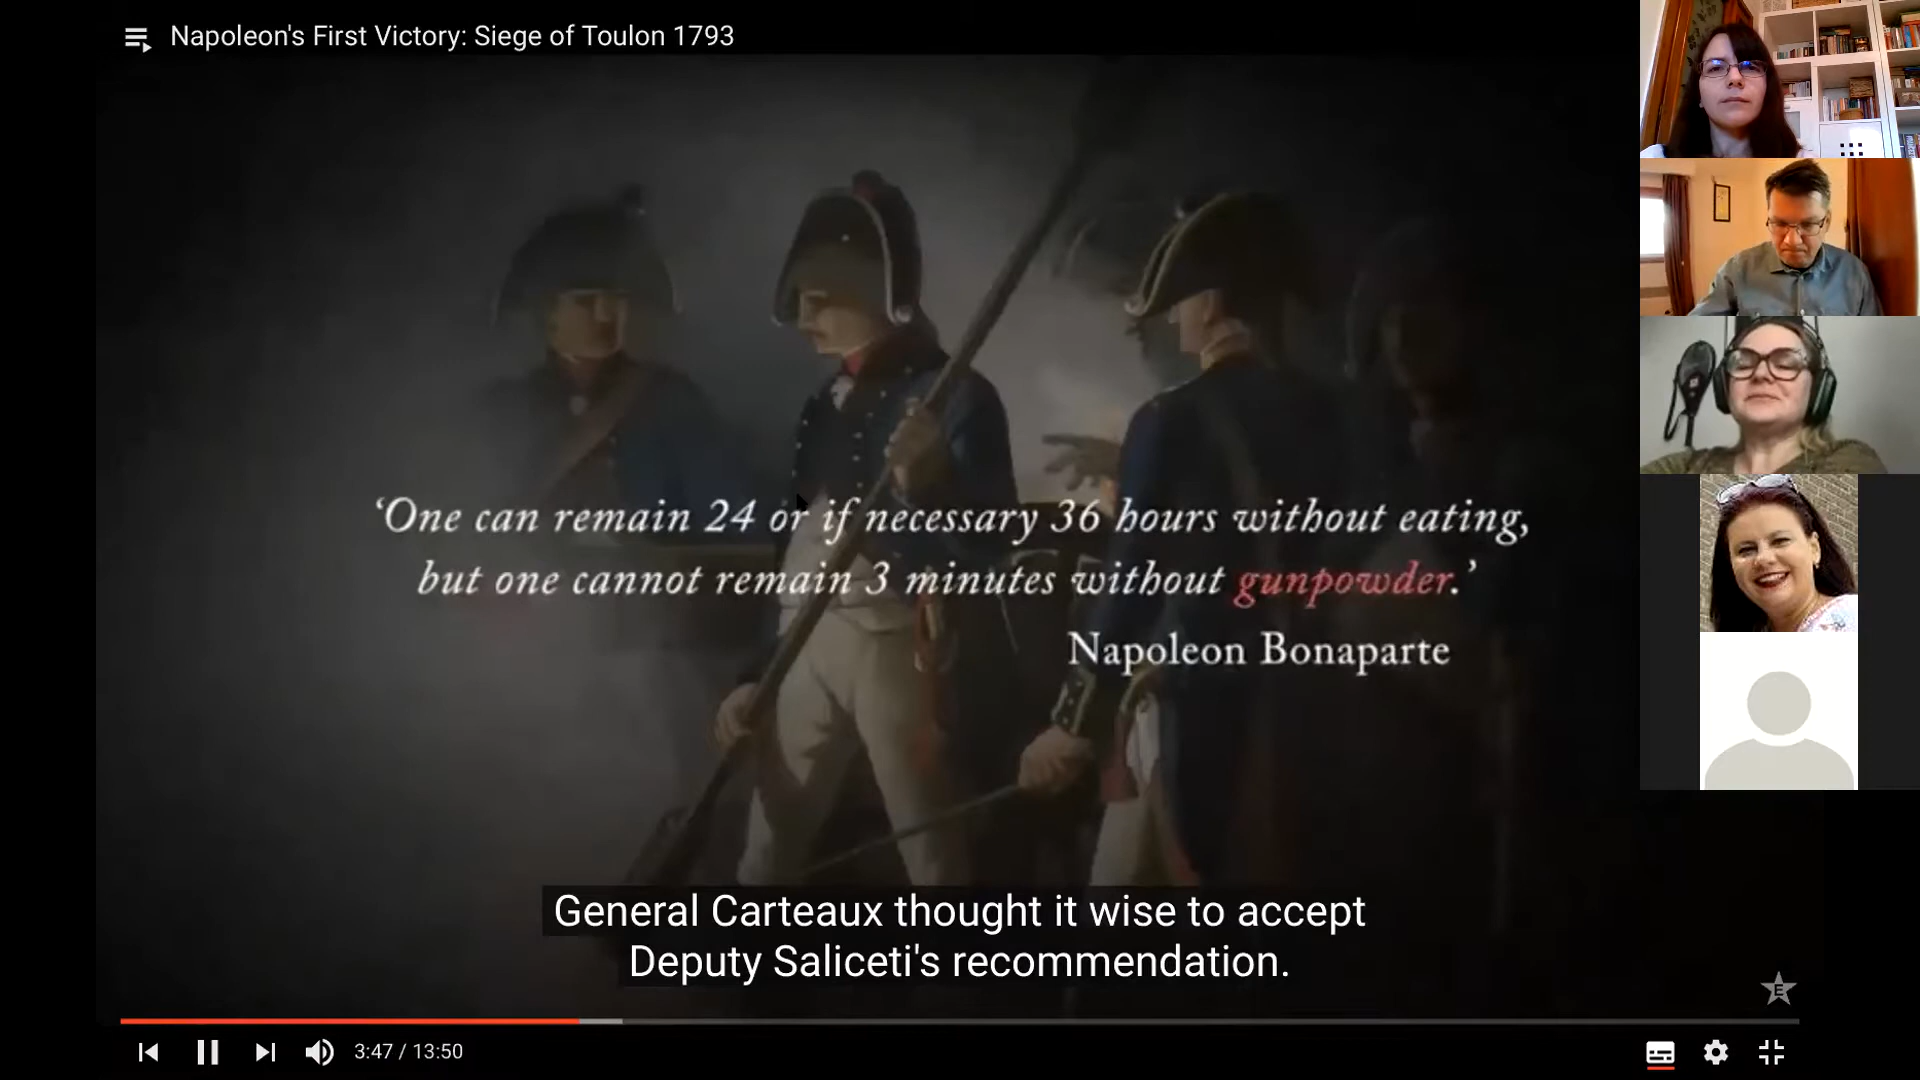 Napoleon's First Victory: Siege of Toulon 1793
‘One can remain 24 or if necessary 36 hours without eating,
but one cannot remain 3 minutes without gunpowder.’
Napoleon Bonaparte
General Carteaux thought it wise to accept
Deputy Saliceti's recommendation.
E
3:47 / 13:50